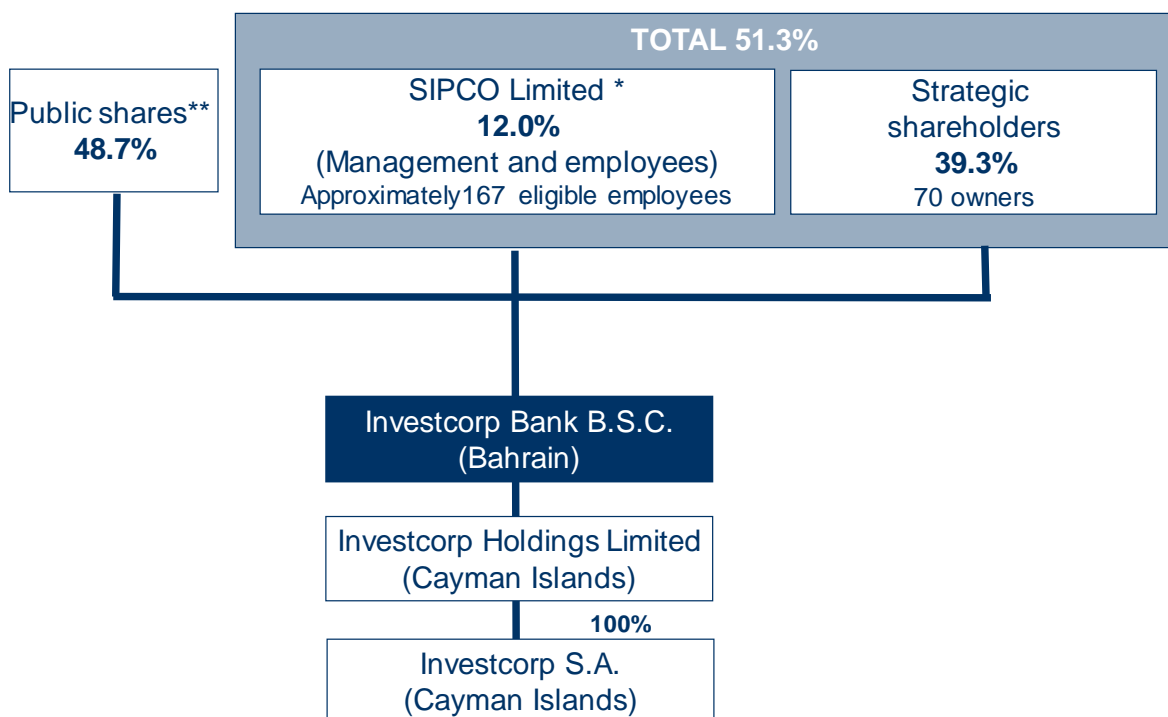 TOTAL 51.3%
Public shares**
48.7%
SIPCO Limited *
12.0%
(Management and employees)
Approximately167 eligible employees
Strategic
shareholders
39.3%
70 owners
Investcorp Bank B.S.C.
(Bahrain)
Investcorp Holdings Limited
(Cayman Islands)
100%
Investcorp S.A.
(Cayman Islands)